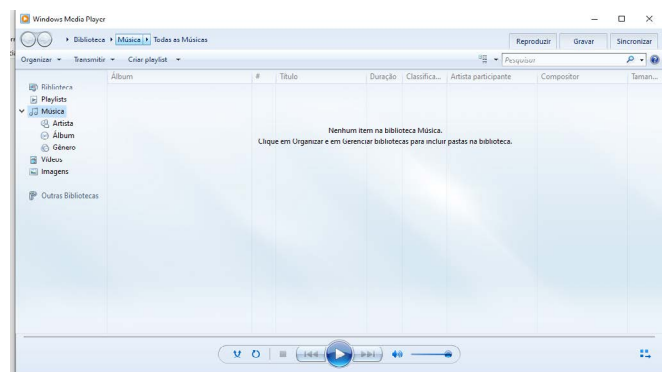 Windows Media Player
Biblioteca Música Todas as Músicas
Reproduzir Gravar Sincronizar
Organizar Transmitir Criar playlist
Pesquisar
Álbum # Título Duração Classifica... Artista participante Compositor Taman...
Biblioteca
Playlists
Música
Artista
Álbum
Gênero
Vídeos
Imagens
Outras Bibliotecas
Nenhum item na biblioteca Música.
Clique em Organizar e em Gerenciar bibliotecas para incluir pastas na biblioteca.